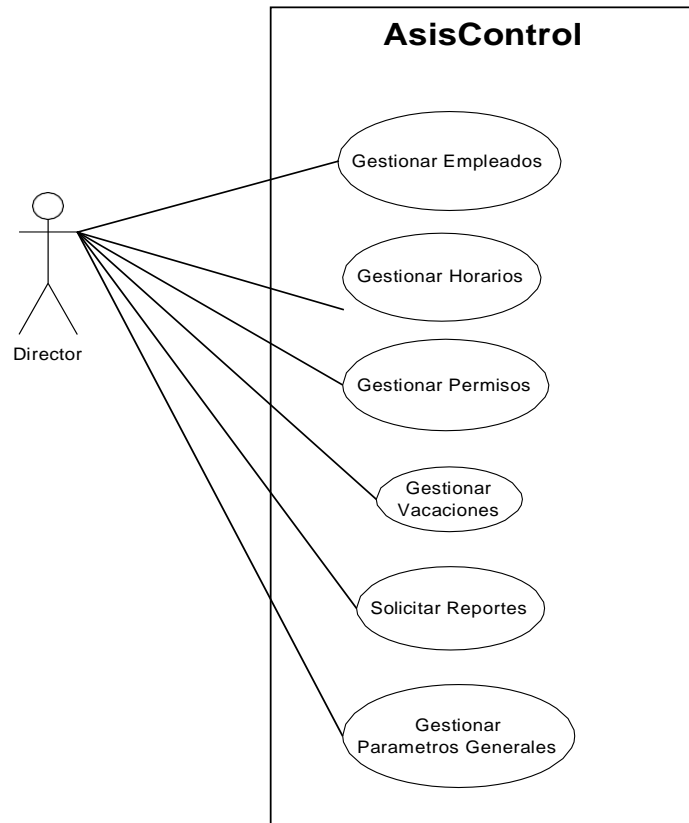 AsisControl
Gestionar Empleados
Gestionar Horarios
Director
Gestionar Permisos
Gestionar
Vacaciones
Solicitar Reportes
Gestionar
Parametros Generales